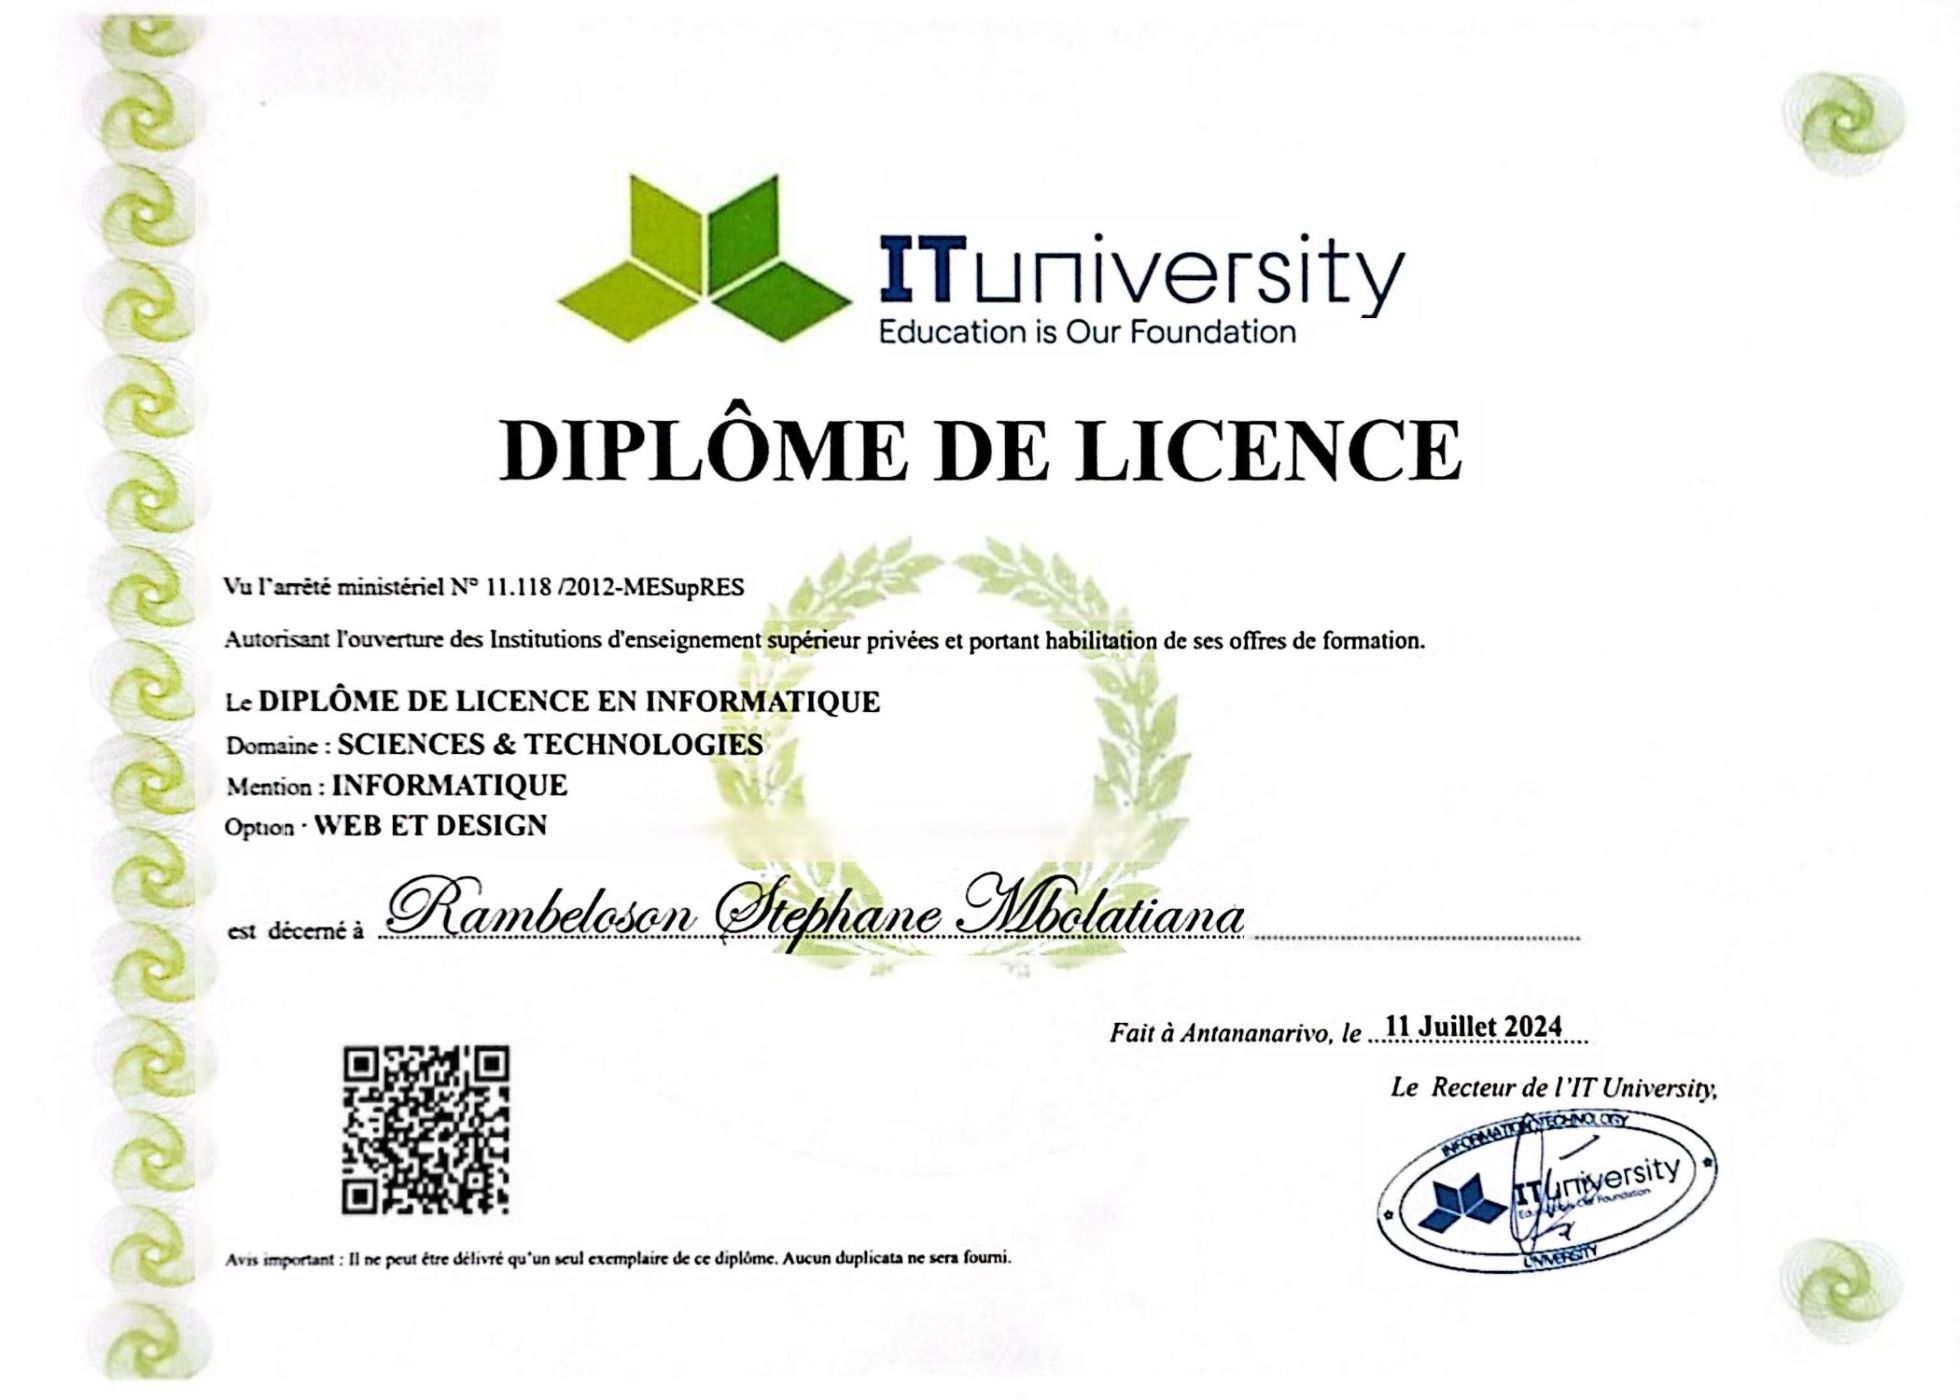 ITuniversity
Education is Our Foundation
DIPLÔME DE LICENCE
Vu l'arrêté ministériel N° 11.118 /2012-MESupRES
Autorisant l'ouverture des Institutions d'enseignement supérieur privées et portant habilitation de ses offres de formation.
Le DIPLÔME DE LICENCE EN INFORMATIQUE
Domaine : SCIENCES & TECHNOLOGIES
Mention : INFORMATIQUE
Option : WEB ET DESIGN
est décerné à Rambeloson Stephane Mbolatiana
Fait à Antananarivo, le 11 Juillet 2024
Le Recteur de l'IT University,
INFORMATION TECHNOLOGY
ITuniversity
Education is Our Foundation
UNIVERSITY
Avis important : Il ne peut être délivré qu'un seul exemplaire de ce diplôme. Aucun duplicata ne sera fourni.